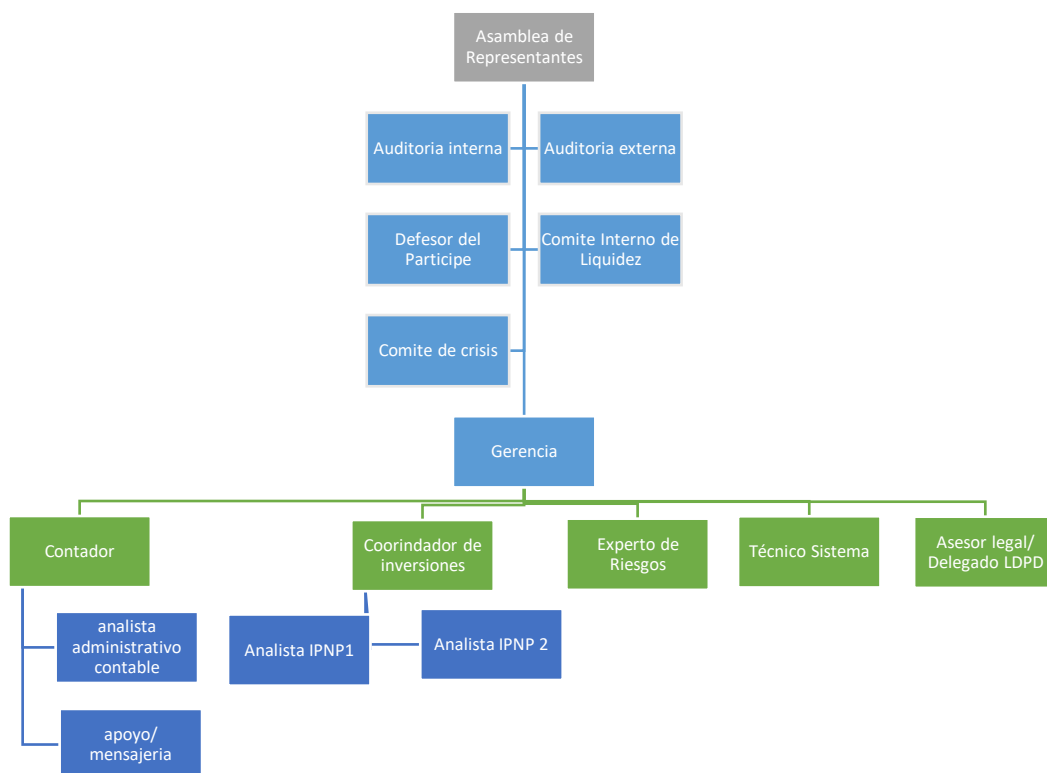 Asamblea de
Representantes
Auditoria interna
Auditoria externa
Defesor del
Participe
Comite Interno de
Liquidez
Comite de crisis
Gerencia
Contador
Coorindador de
inversiones
Experto de
Riesgos
Técnico Sistema
Asesor legal/
Delegado LDPD
analista
administrativo
contable
Analista IPNP1
Analista IPNP 2
apoyo/
mensajeria